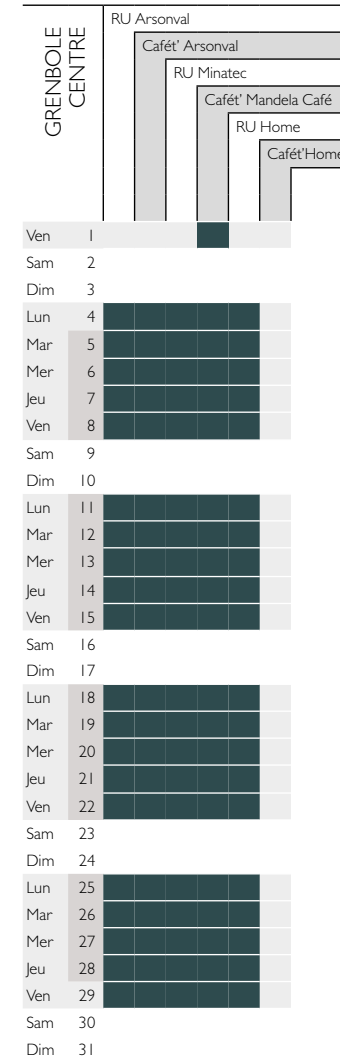 GRENBOLE
CENTRE
RU Arsonval
Cafét' Arsonval
RU Minatec
Cafét' Mandela Café
RU Home
Cafét'Home
Ven 1
Sam 2
Dim 3
Lun 4
Mar 5
Mer 6
Jeu 7
Ven 8
Sam 9
Dim 10
Lun 11
Mar 12
Mer 13
Jeu 14
Ven 15
Sam 16
Dim 17
Lun 18
Mar 19
Mer 20
Jeu 21
Ven 22
Sam 23
Dim 24
Lun 25
Mar 26
Mer 27
Jeu 28
Ven 29
Sam 30
Dim 31